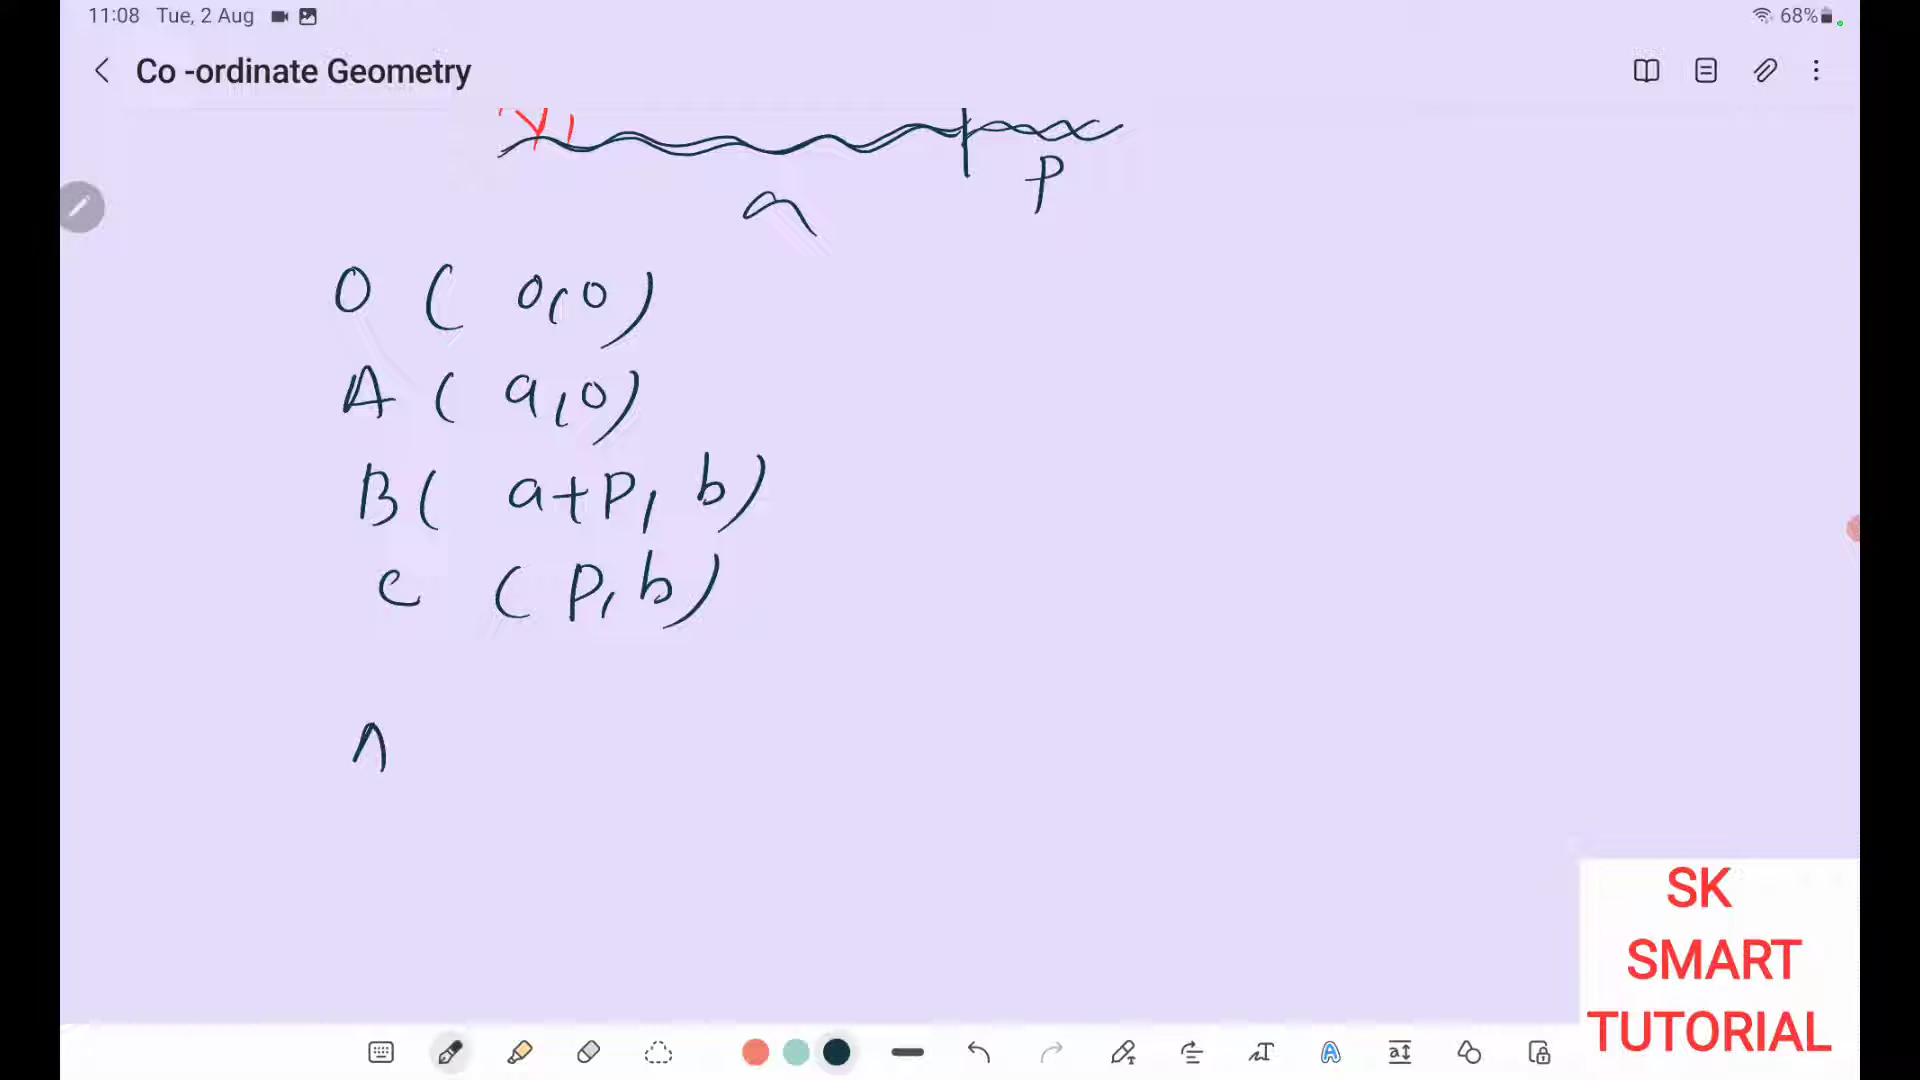 11:08 Tue, 2 Aug 68%
Co -ordinate Geometry
P
a
O ( 0,0)
A ( a,0)
B ( a+P, b)
C ( P, b)
SK
SMART
TUTORIAL